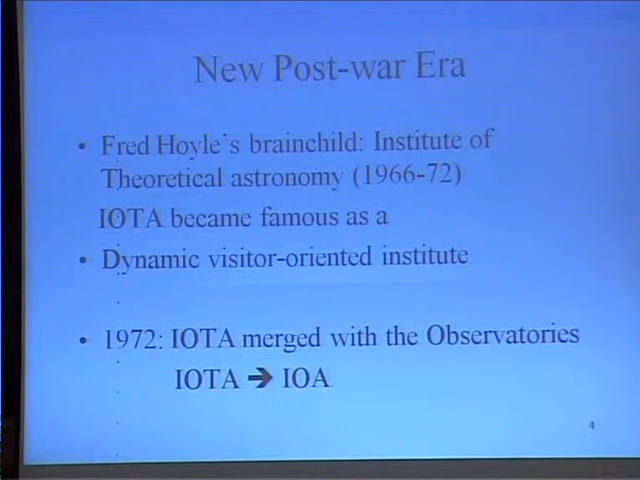 New Post-war Era
• Fred Hoyle`s brainchild: Institute of
Theoretical astronomy (1966-72)
IOTA became famous as a
• Dynamic visitor-oriented institute
• 1972: IOTA merged with the Observatories
IOTA ➔ IOA
4